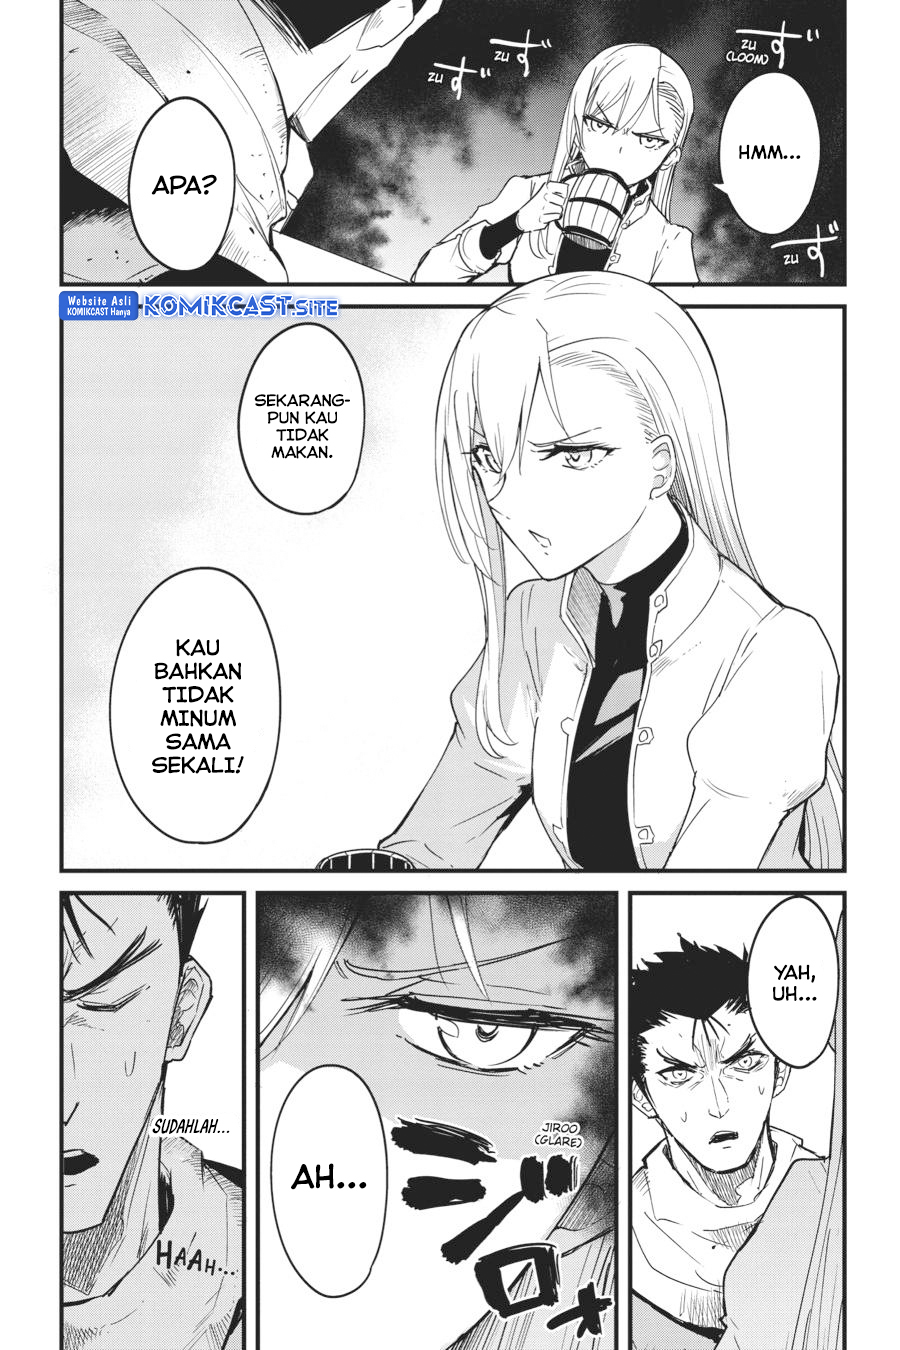 HMM...
ず
ZU
(LOOM)
ず
ZU
ず
ZU
ず
ZU
APA?
Website Asli
KOMIKCAST Hanya
KOMIKCAST.SITE
SEKARANG-
PUN KAU
TIDAK
MAKAN.
KAU
BAHKAN
TIDAK
MINUM
SAMA
SEKALI!
YAH,
UH...
JIROO
(GLARE)
ジロォ
AH...
SUDAHLAH...
HAAH...